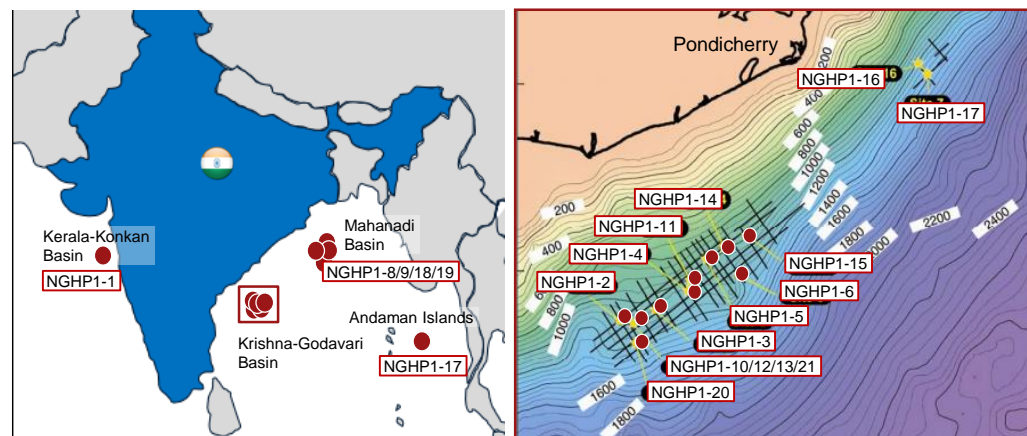 Kerala-Konkan
Basin
NGHP1-1
Mahanadi
Basin
NGHP1-8/9/18/19
Andaman Islands
NGHP1-17
Krishna-Godavari
Basin
Pondicherry
NGHP1-16
16
NGHP1-17
NGHP1-14
NGHP1-11
NGHP1-4
NGHP1-2
NGHP1-15
NGHP1-6
NGHP1-5
NGHP1-3
NGHP1-10/12/13/21
NGHP1-20
200
400
600
800
1000
1200
1400
1600
1800
2200
2400
200
400
800
1000
1600
1800